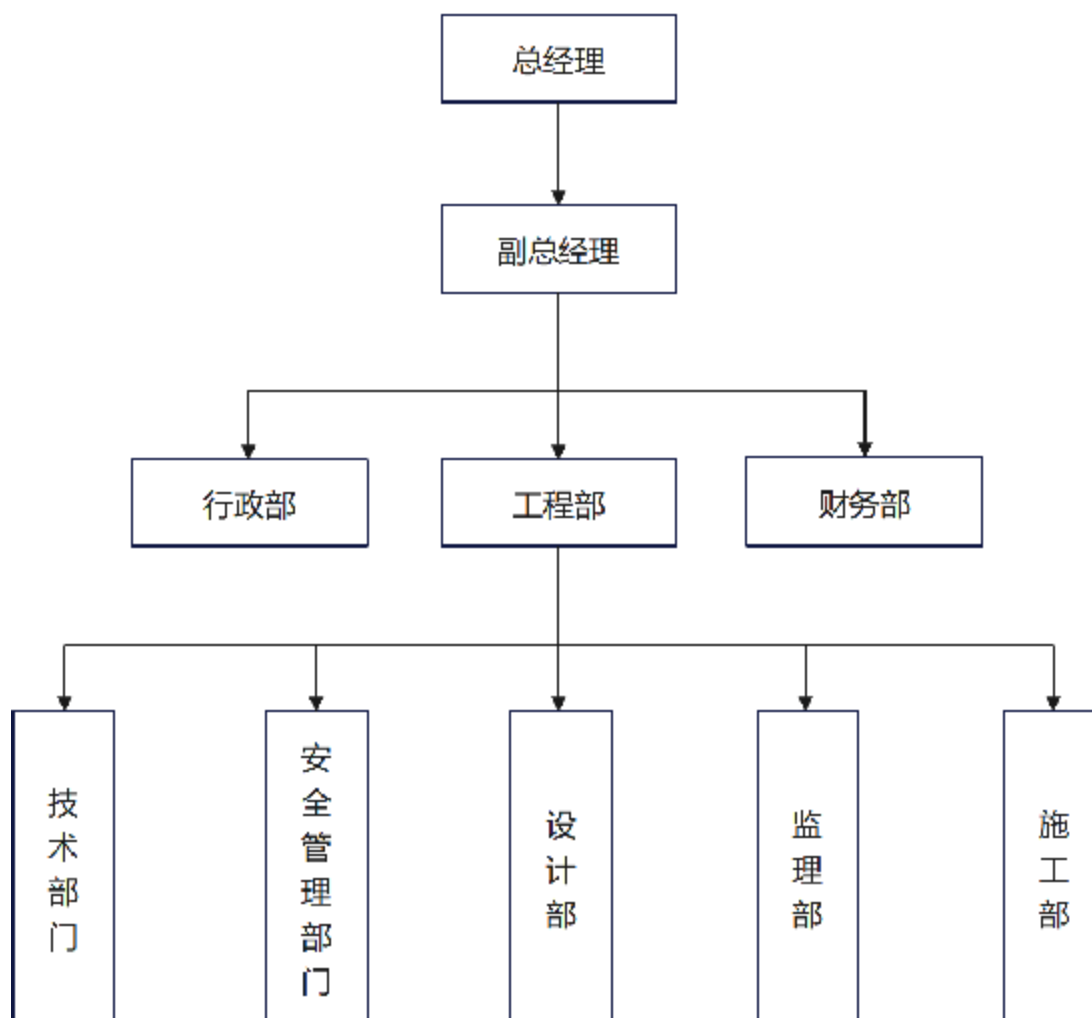 总经理
副总经理
行政部
工程部
财务部
技术部门
安全管理部门
设计部
监理部
施工部